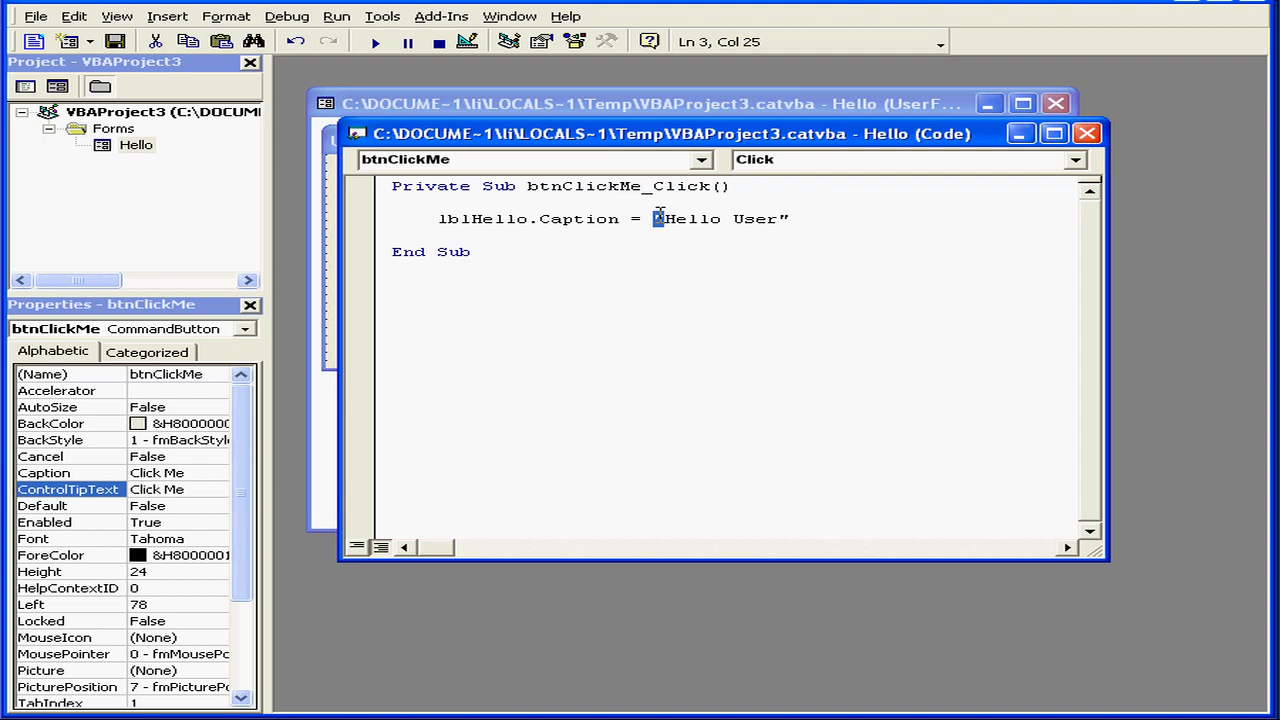 File Edit View Insert Format Debug Run Tools Add-Ins Window Help
Ln 3, Col 25
Project - VBAProject3
VBAProject3 (C:\DOCUME
Forms
Hello
C:\DOCUME~1\li\LOCALS~1\Temp\VBAProject3.catvba - Hello (UserF...
C:\DOCUME~1\li\LOCALS~1\Temp\VBAProject3.catvba - Hello (Code)
btnClickMe Click
Private Sub btnClickMe_Click()
lblHello.Caption = "Hello User"
End Sub
Properties - btnClickMe
btnClickMe CommandButton
Alphabetic Categorized
(Name) btnClickMe
Accelerator
AutoSize False
BackColor &H8000000
BackStyle 1 - fmBackStyl
Cancel False
Caption Click Me
ControlTipText Click Me
Default False
Enabled True
Font Tahoma
ForeColor &H8000001
Height 24
HelpContextID 0
Left 78
Locked False
MouseIcon (None)
MousePointer 0 - fmMousePo
Picture (None)
PicturePosition 7 - fmPicturePo
TabIndex 1